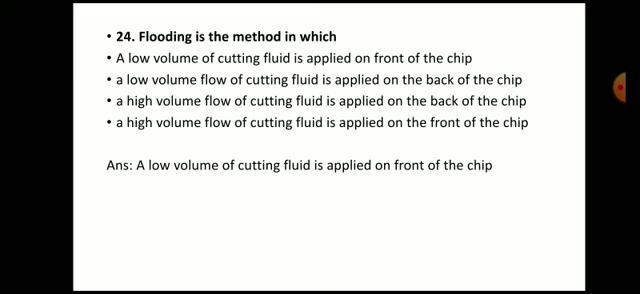 • 24. Flooding is the method in which
• A low volume of cutting fluid is applied on front of the chip
• a low volume flow of cutting fluid is applied on the back of the chip
• a high volume flow of cutting fluid is applied on the back of the chip
• a high volume flow of cutting fluid is applied on the front of the chip
Ans: A low volume of cutting fluid is applied on front of the chip